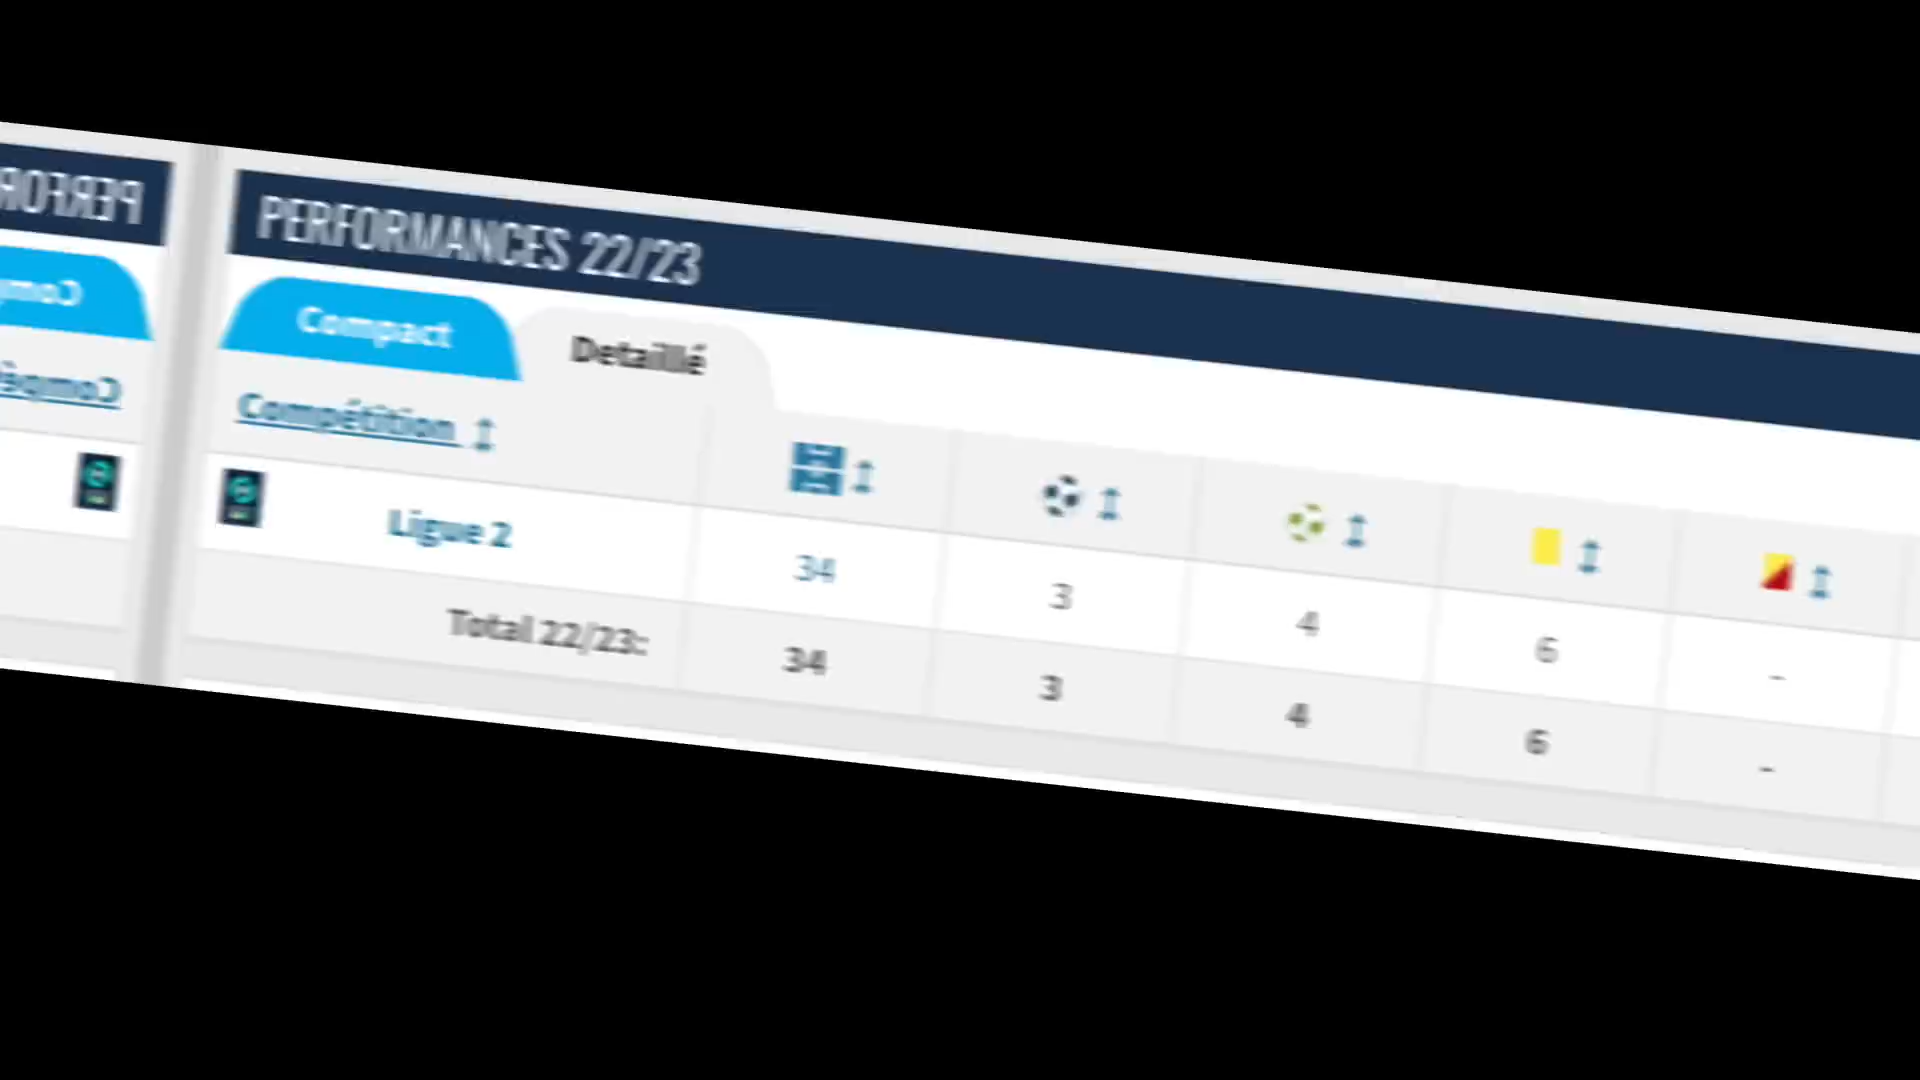 PERFORMANCES 22/23
Compact Detaillé
Compétition
Ligue 2 34 3 4 6 -
Total 22/23: 34 3 4 6 -